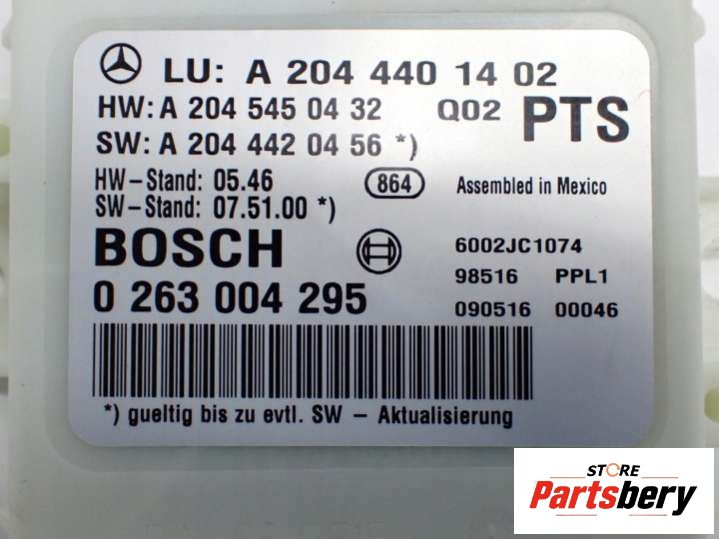 LU: A 204 440 14 02
HW: A 204 545 04 32 Q02 PTS
SW: A 204 442 04 56 *)
HW-Stand: 05.46 864 Assembled in Mexico
SW-Stand: 07.51.00 *)
BOSCH 6002JC1074
98516 PPL1
0 263 004 295 090516 00046
*) gueltig bis zu evtl. SW - Aktualisierung
STORE
Partsbery